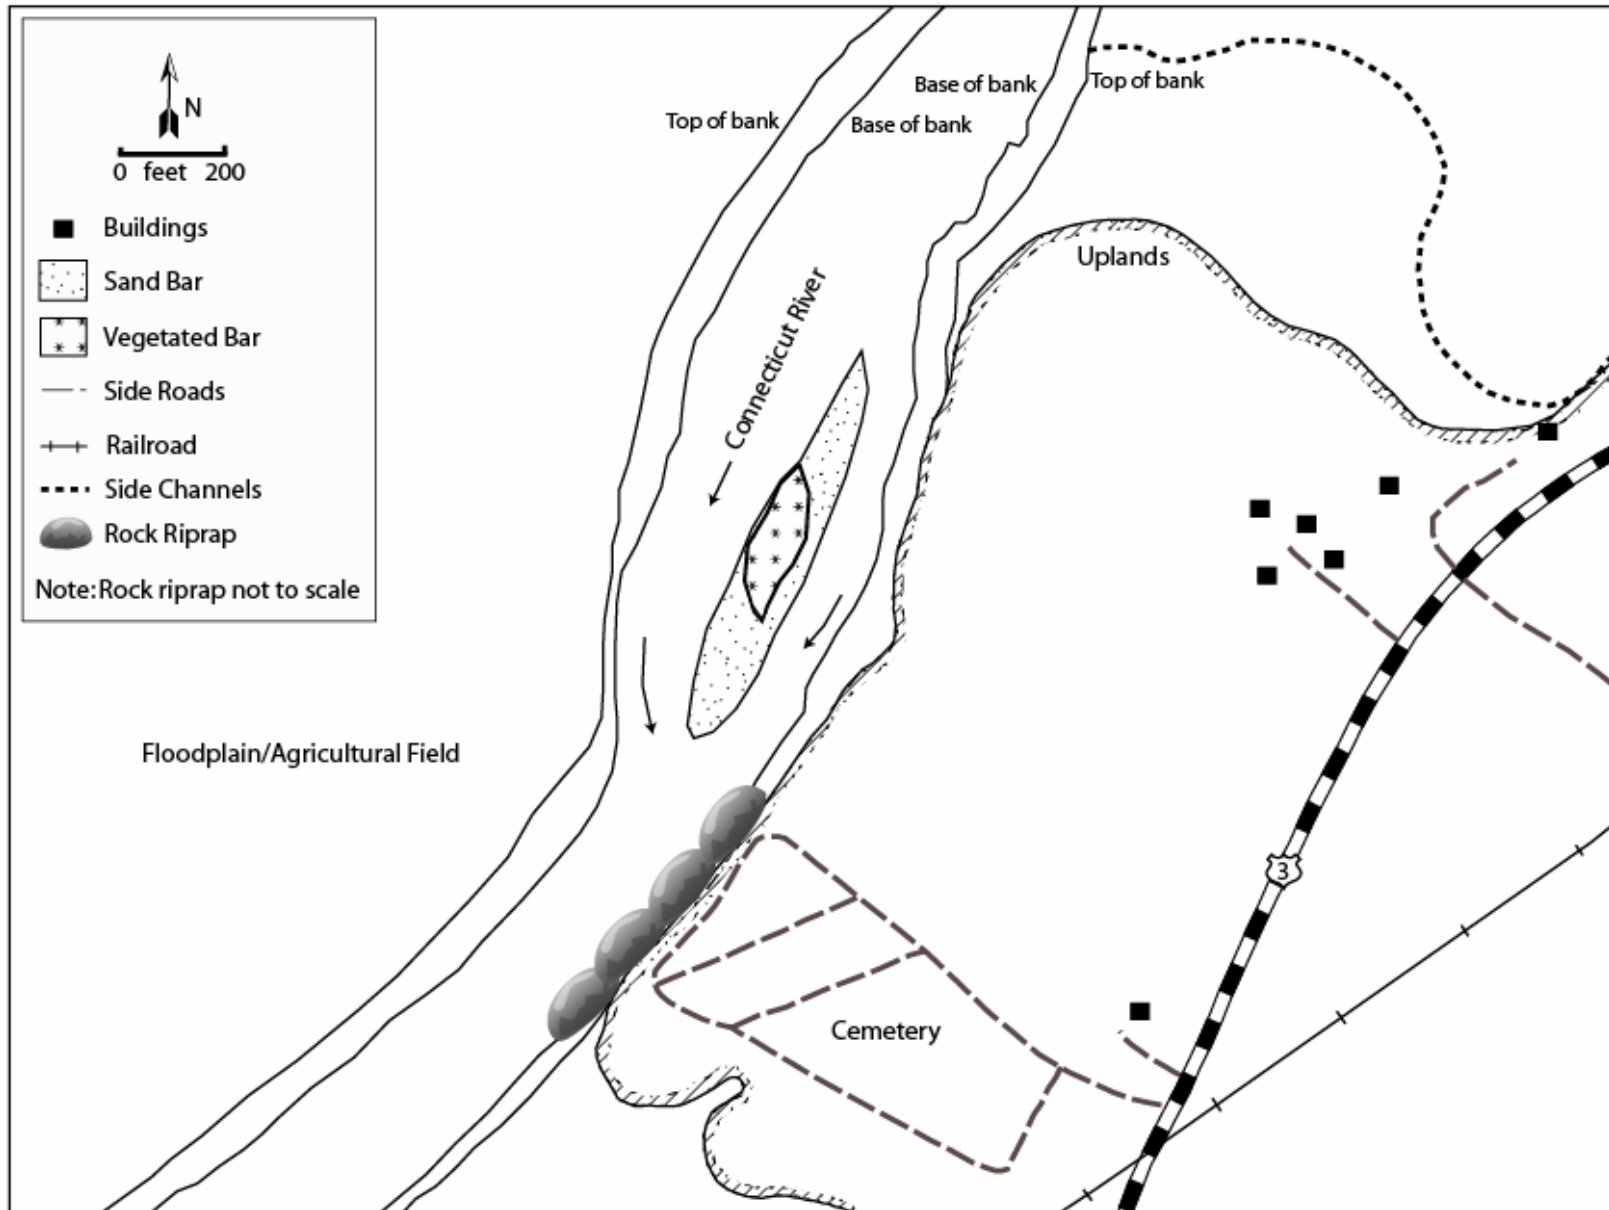 N
0 feet 200
Buildings
Sand Bar
Vegetated Bar
Side Roads
Railroad
Side Channels
Rock Riprap
Note:Rock riprap not to scale
Top of bank
Base of bank
Base of bank
Top of bank
Uplands
Connecticut River
Floodplain/Agricultural Field
3
Cemetery